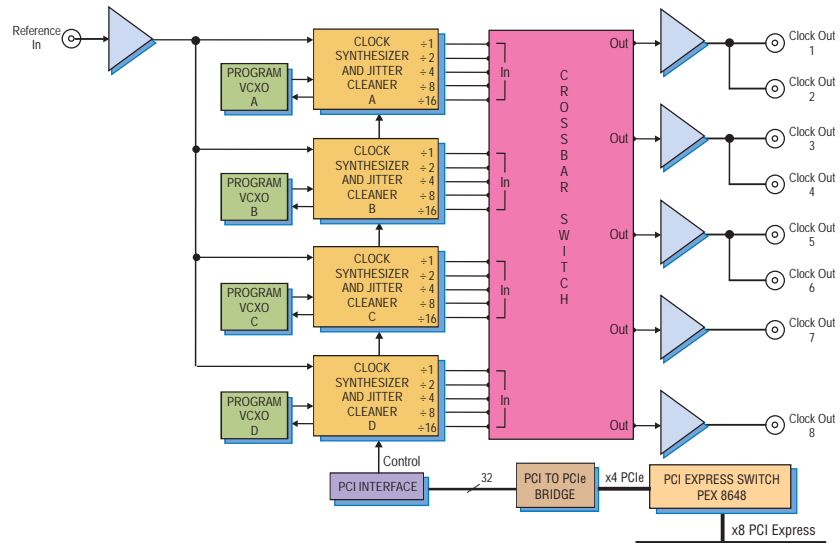 Reference
In
CLOCK
SYNTHESIZER
AND JITTER
CLEANER
A
÷1
÷2
÷4
÷8
÷16
PROGRAM
VCXO
A
In
CLOCK
SYNTHESIZER
AND JITTER
CLEANER
B
÷1
÷2
÷4
÷8
÷16
PROGRAM
VCXO
B
In
CLOCK
SYNTHESIZER
AND JITTER
CLEANER
C
÷1
÷2
÷4
÷8
÷16
PROGRAM
VCXO
C
In
CLOCK
SYNTHESIZER
AND JITTER
CLEANER
D
÷1
÷2
÷4
÷8
÷16
PROGRAM
VCXO
D
In
CROSSBAR SWITCH
Out
Out
Out
Out
Out
Clock Out
1
Clock Out
2
Clock Out
3
Clock Out
4
Clock Out
5
Clock Out
6
Clock Out
7
Clock Out
8
Control
PCI INTERFACE
32
PCI TO PCIe
BRIDGE
x4 PCIe
PCI EXPRESS SWITCH
PEX 8648
x8 PCI Express